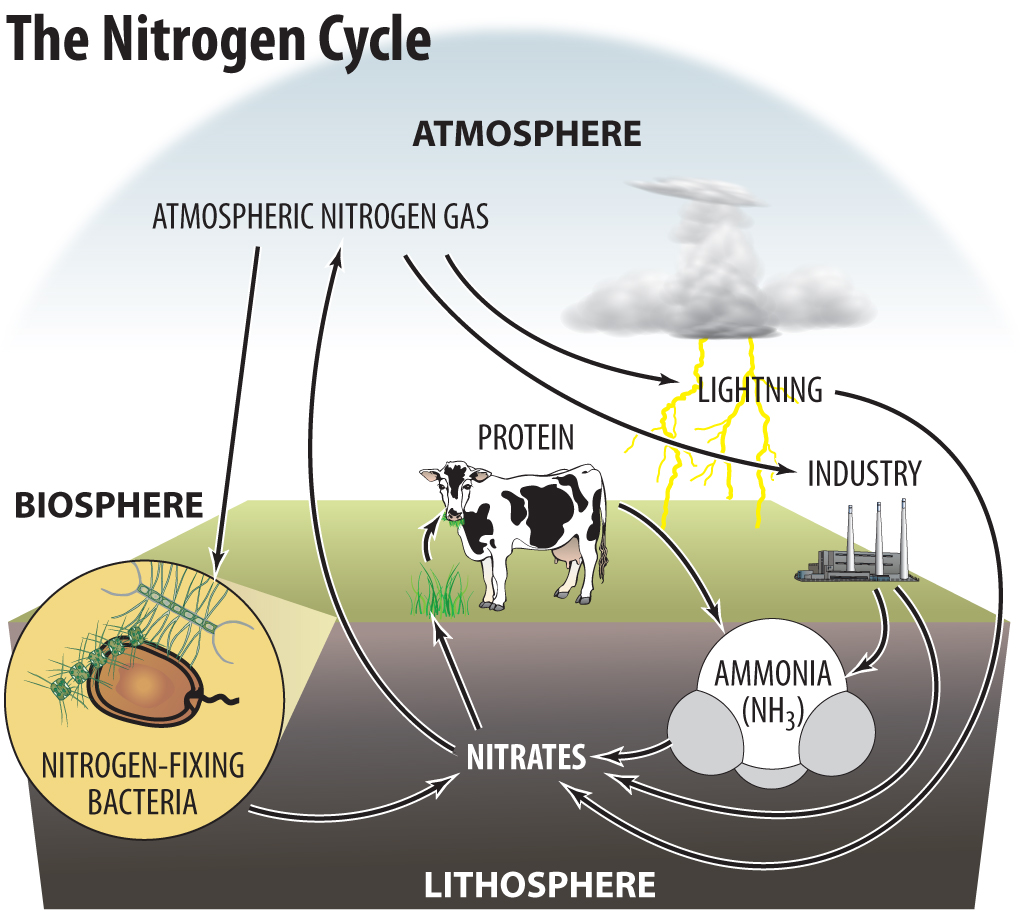 The Nitrogen Cycle
ATMOSPHERE
ATMOSPHERIC NITROGEN GAS
LIGHTNING
PROTEIN
INDUSTRY
BIOSPHERE
AMMONIA
(NH₃)
NITRATES
NITROGEN-FIXING
BACTERIA
LITHOSPHERE